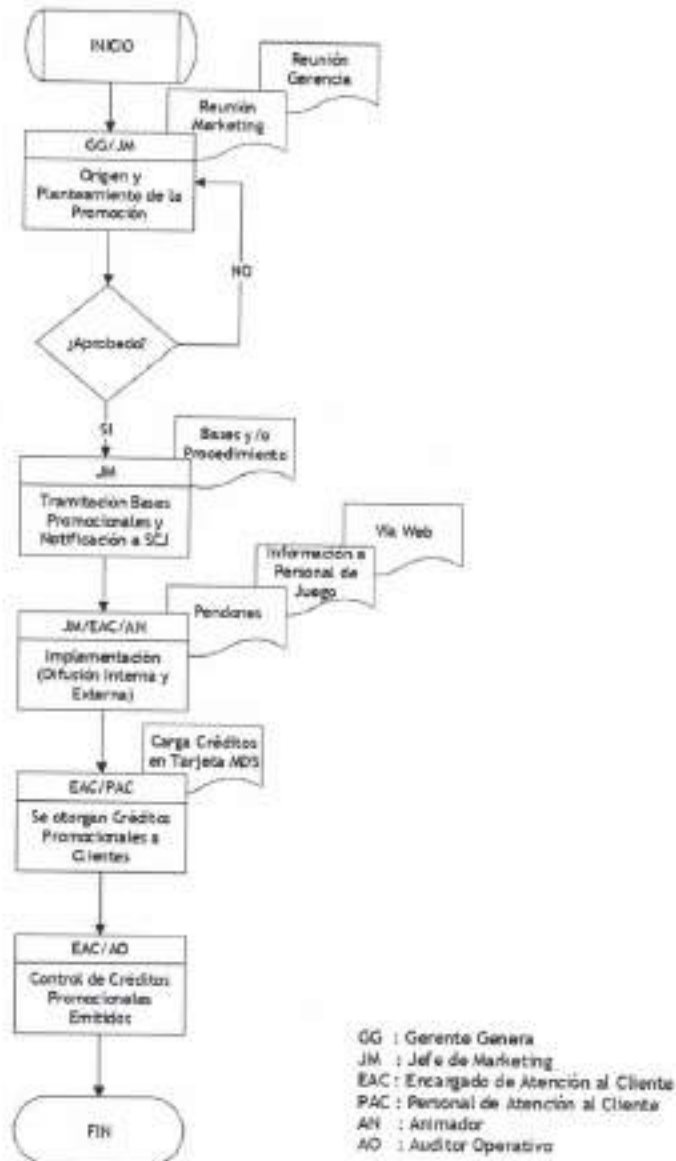 INICIO
Reunión
Gerencia
Reunión
Marketing
GG/JM
Origen y
Planteamiento de la
Promoción
NO
¿Aprobado?
SI
Bases y/o
Procedimiento
JM
Tramitación Bases
Promocionales y
Notificación a SCJ
Vía Web
Información a
Personal de
Juego
Pendones
JM/EAC/AN
Implementación
(Difusión Interna y
Externa)
Carga Créditos
en Tarjeta MDS
EAC/PAC
Se otorgan Créditos
Promocionales a
Clientes
EAC/AO
Control de Créditos
Promocionales
Emitidos
FIN
GG : Gerente Genera
JM : Jefe de Marketing
EAC : Encargado de Atención al Cliente
PAC : Personal de Atención al Cliente
AN : Animador
AO : Auditor Operativo